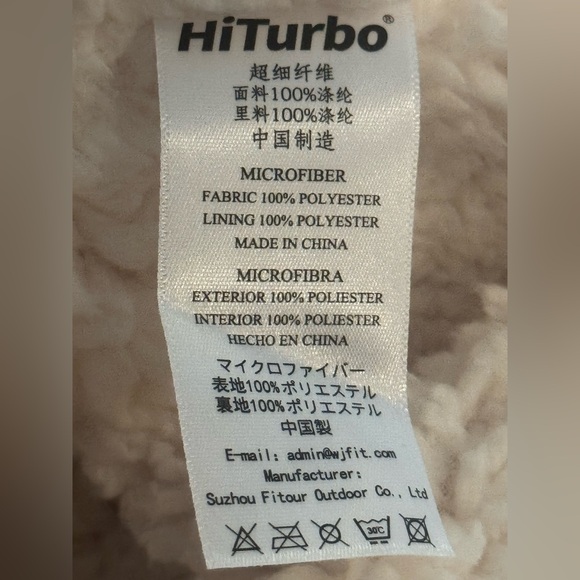 HiTurbo®
超细纤维
面料100%涤纶
里料100%涤纶
中国制造
MICROFIBER
FABRIC 100% POLYESTER
LINING 100% POLYESTER
MADE IN CHINA
MICROFIBRA
EXTERIOR 100% POLIESTER
INTERIOR 100% POLIESTER
HECHO EN CHINA
マイクロファイバー
表地100%ポリエステル
裏地100%ポリエステル
中国製
E-mail: admin@wjfit.com
Manufacturer:
Suzhou Fitour Outdoor Co., Ltd
30℃